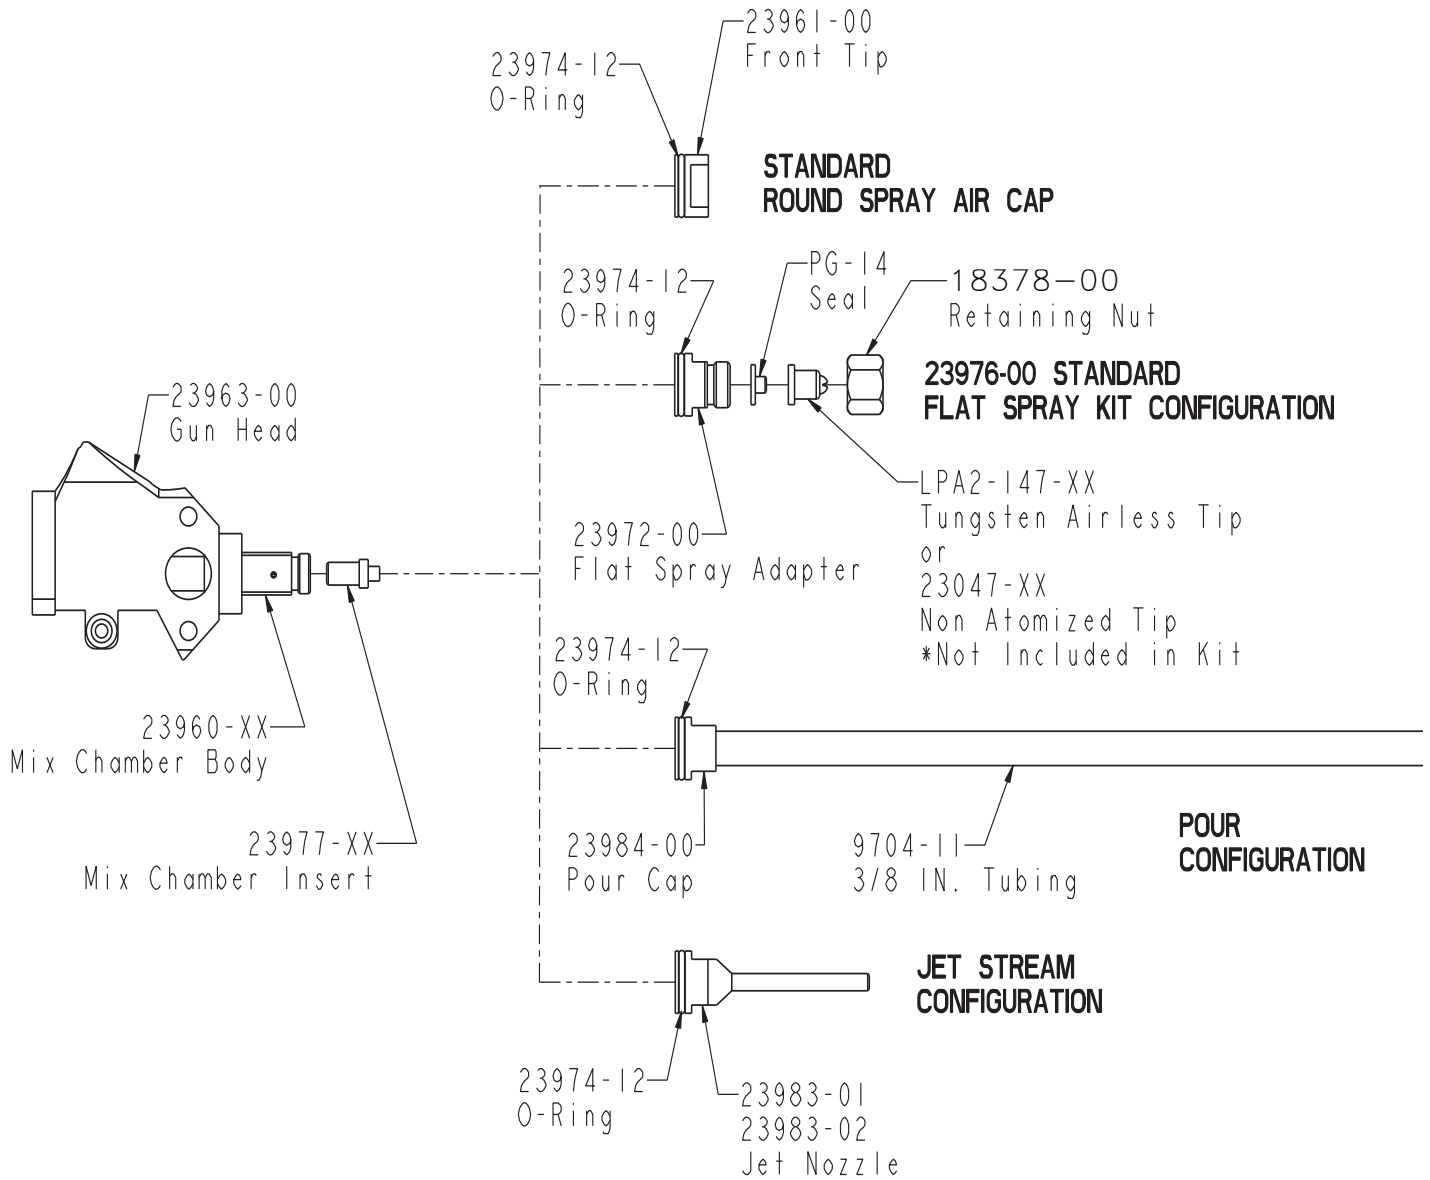 23961-00
Front Tip
23974-12
O-Ring
STANDARD
ROUND SPRAY AIR CAP
PG-14
Seal
23974-12
O-Ring
18378-00
Retaining Nut
23976-00 STANDARD
FLAT SPRAY KIT CONFIGURATION
23963-00
Gun Head
LPA2-147-XX
Tungsten Airless Tip
or
23047-XX
Non Atomized Tip
*Not Included in Kit
23972-00
Flat Spray Adapter
23974-12
O-Ring
23960-XX
Mix Chamber Body
23977-XX
Mix Chamber Insert
23984-00
Pour Cap
9704-11
3/8 IN. Tubing
POUR
CONFIGURATION
JET STREAM
CONFIGURATION
23974-12
O-Ring
23983-01
23983-02
Jet Nozzle